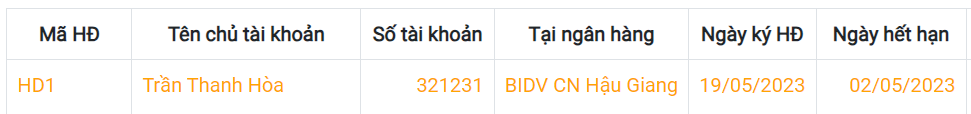 Mã HĐ Tên chủ tài khoản Số tài khoản Tại ngân hàng Ngày ký HĐ Ngày hết hạn
HD1 Trần Thanh Hòa 321231 BIDV CN Hậu Giang 19/05/2023 02/05/2023